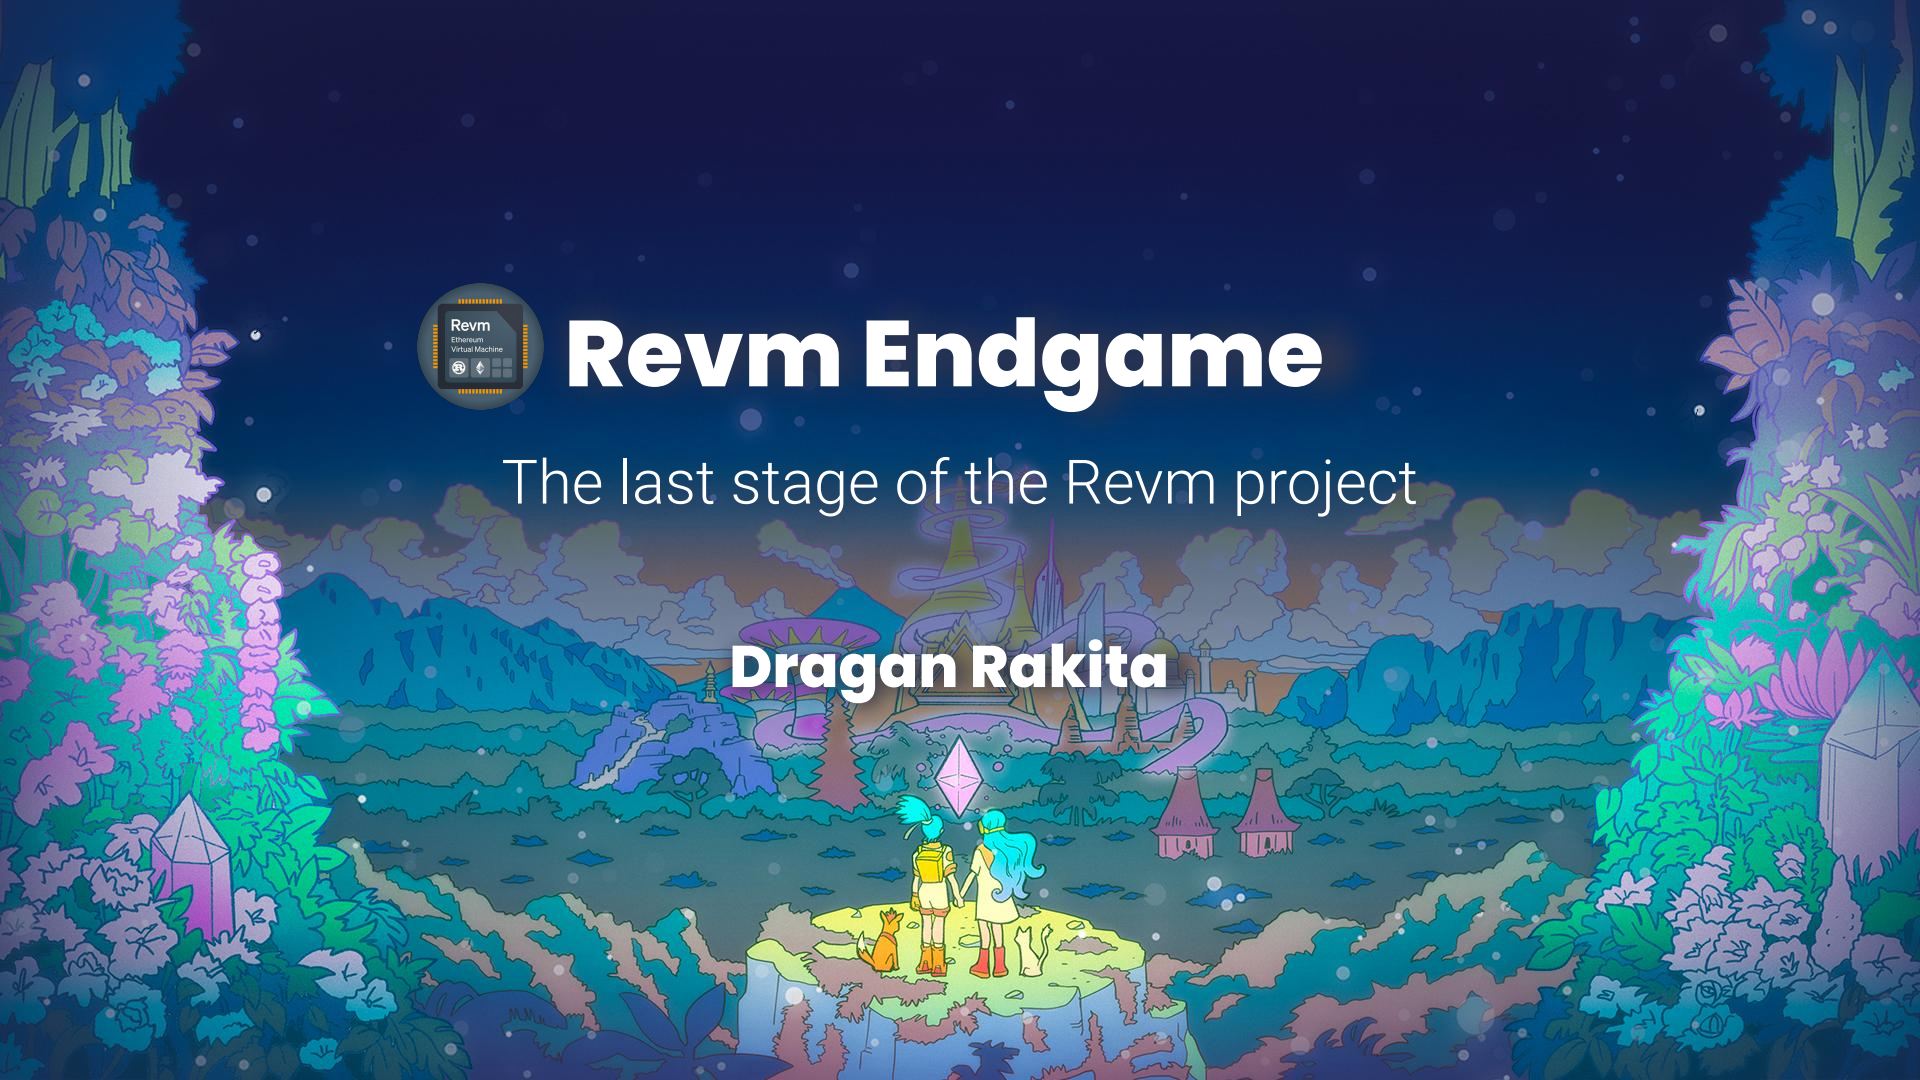 Revm
Ethereum
Virtual Machine
Revm Endgame
The last stage of the Revm project
Dragan Rakita